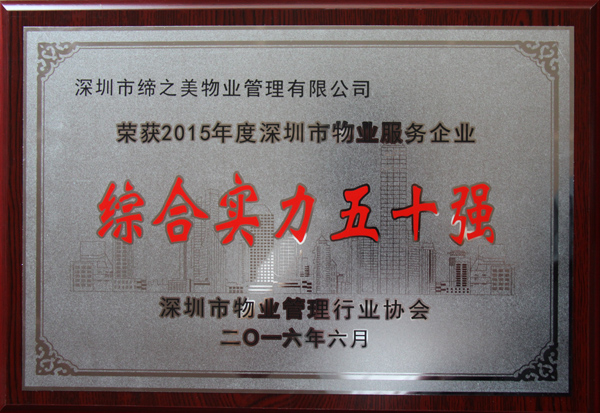 深圳市缔之美物业管理有限公司
荣获2015年度深圳市物业服务企业
综合实力五十强
深圳市物业管理行业协会
二〇一六年六月